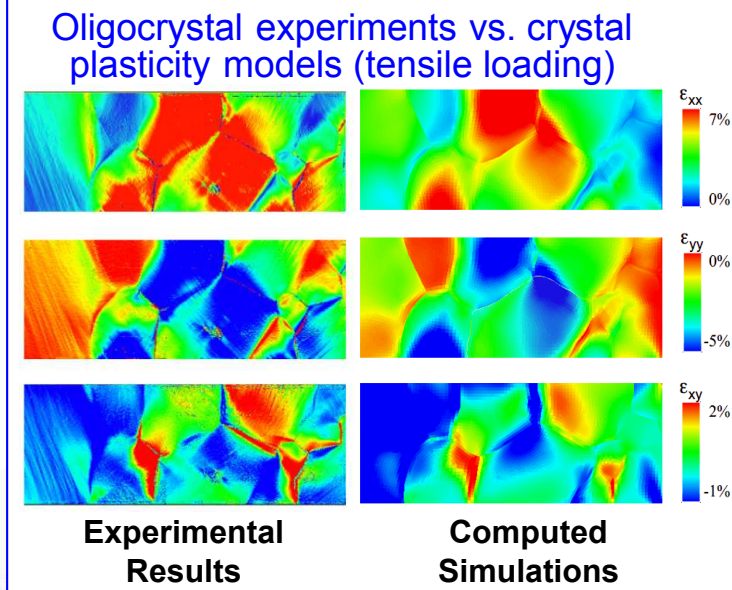 Oligocrystal experiments vs. crystal
plasticity models (tensile loading)
εxx
7%
0%
εyy
0%
-5%
εxy
2%
-1%
Experimental
Results
Computed
Simulations